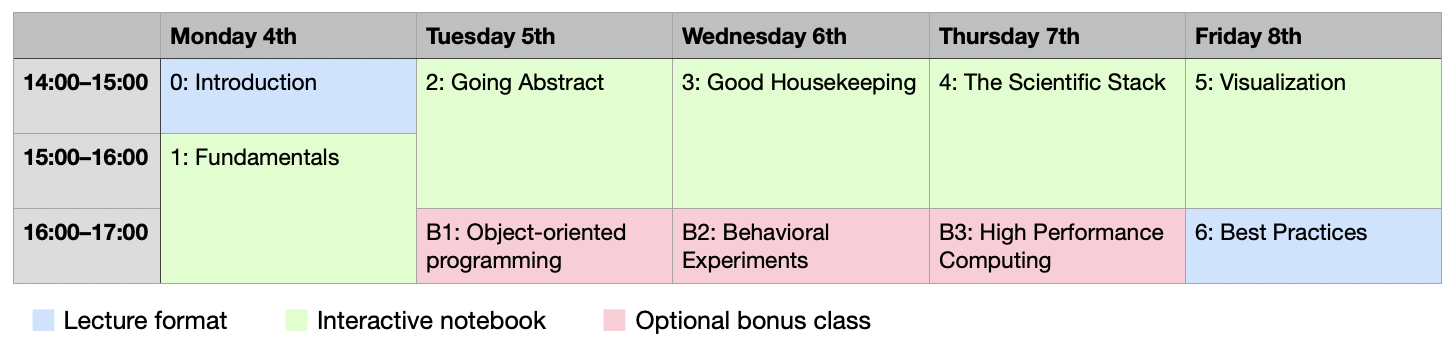 Monday 4th Tuesday 5th Wednesday 6th Thursday 7th Friday 8th
14:00–15:00 0: Introduction 2: Going Abstract 3: Good Housekeeping 4: The Scientific Stack 5: Visualization
15:00–16:00 1: Fundamentals
16:00–17:00 B1: Object-oriented B2: Behavioral B3: High Performance 6: Best Practices
programming Experiments Computing
Lecture format Interactive notebook Optional bonus class